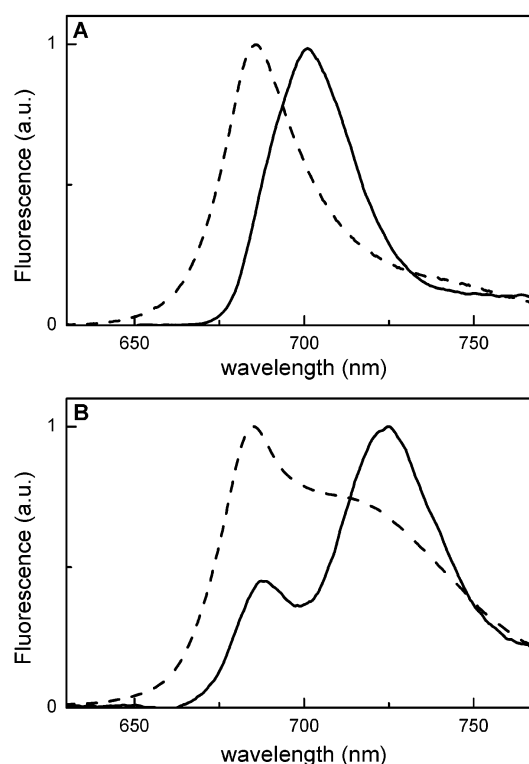 A
1
Fluorescence (a.u.)
0
650 700 750
wavelength (nm)
B
1
Fluorescence (a.u.)
0
650 700 750
wavelength (nm)